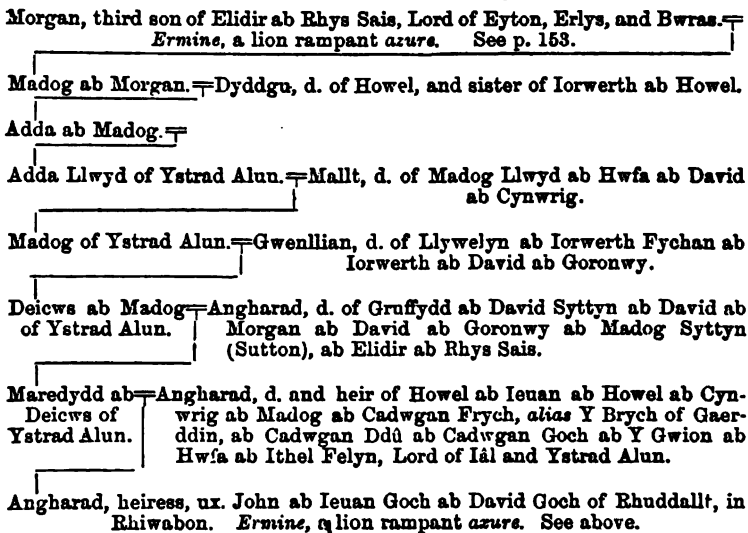 Morgan, third son of Elidir ab Rhys Sais, Lord of Eyton, Erlys, and Bwras.
Ermine, a lion rampant azure. See p. 153.
Madog ab Morgan. Dyddgu, d. of Howel, and sister of Iorwerth ab Howel.
Adda ab Madog.
Adda Llwyd of Ystrad Alun. Mallt, d. of Madog Llwyd ab Hwfa ab David
ab Cynwrig.
Madog of Ystrad Alun. Gwenllian, d. of Llywelyn ab Iorwerth Fychan ab
Iorwerth ab David ab Goronwy.
Deicws ab Madog Angharad, d. of Gruffydd ab David Syttyn ab David ab
of Ystrad Alun. Morgan ab David ab Goronwy ab Madog Syttyn
(Sutton), ab Elidir ab Rhys Sais.
Maredydd ab Angharad, d. and heir of Howel ab Ieuan ab Howel ab Cyn-
Deicws of wrig ab Madog ab Cadwgan Frych, alias Y Brych of Gaer-
Ystrad Alun. ddin, ab Cadwgan Ddû ab Cadwgan Goch ab Y Gwion ab
Hwfa ab Ithel Felyn, Lord of Iâl and Ystrad Alun.
Angharad, heiress, ux. John ab Ieuan Goch ab David Goch of Rhuddallt, in
Rhiwabon. Ermine, a lion rampant azure. See above.